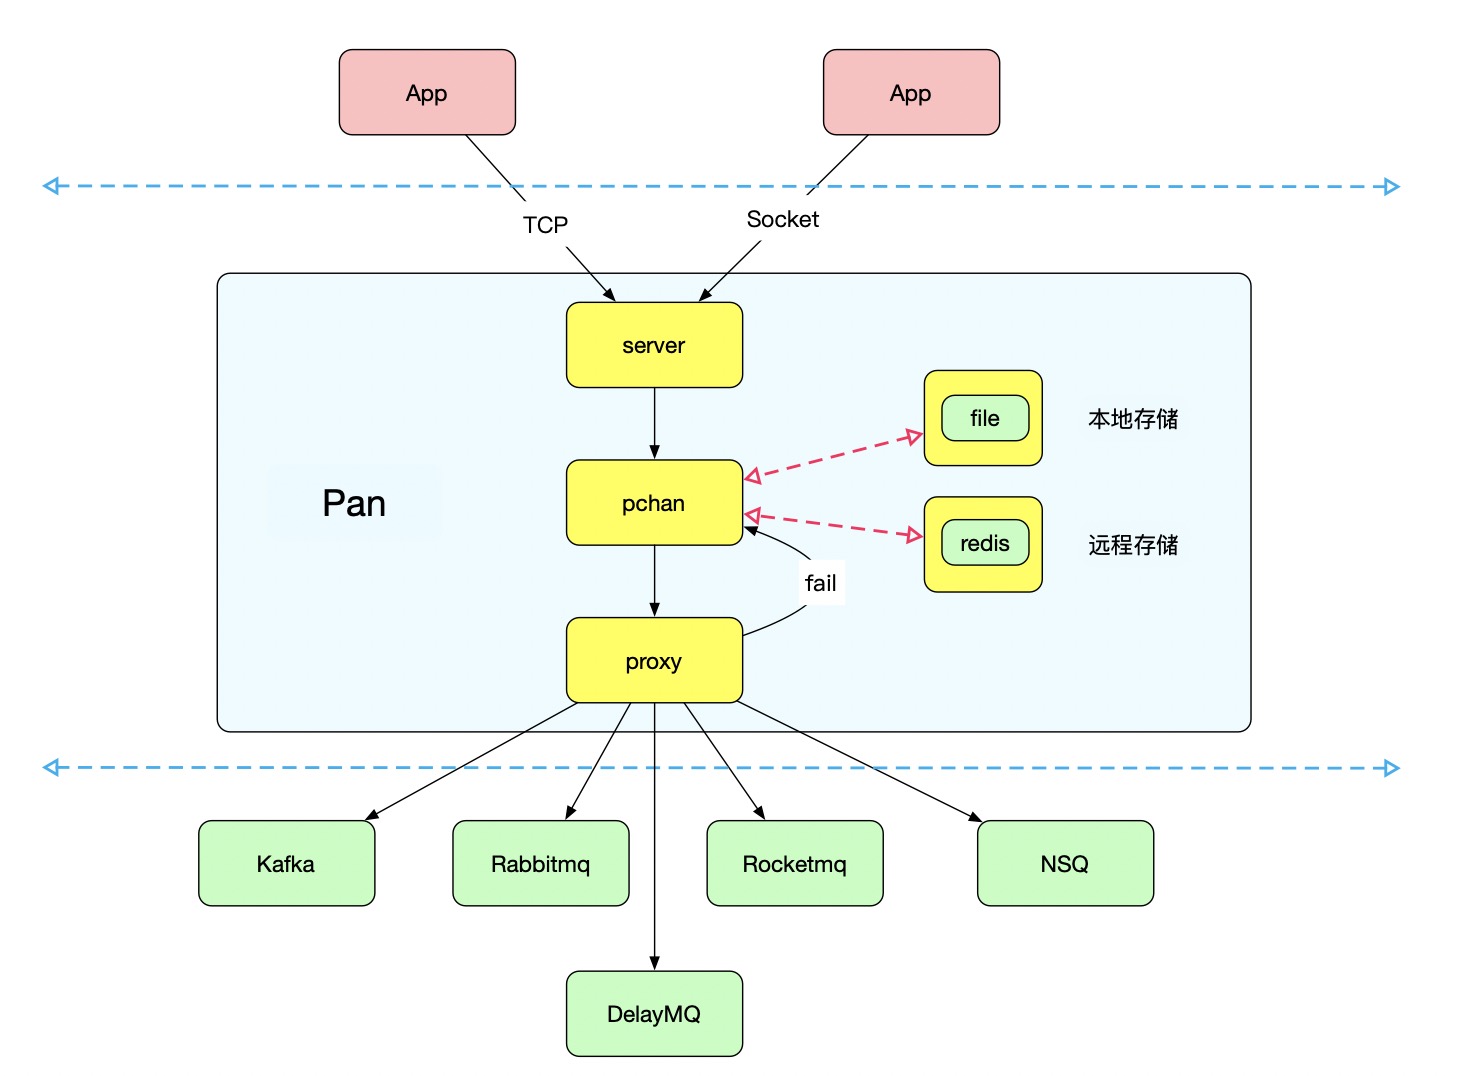 App
App
TCP
Socket
server
file
本地存储
Pan
pchan
redis
远程存储
fail
proxy
Kafka
Rabbitmq
Rocketmq
NSQ
DelayMQ